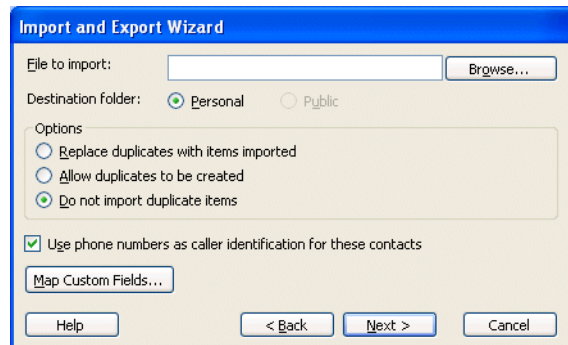 Import and Export Wizard
File to import:
Browse...
Destination folder: Personal Public
Options
Replace duplicates with items imported
Allow duplicates to be created
Do not import duplicate items
Use phone numbers as caller identification for these contacts
Map Custom Fields...
Help < Back Next > Cancel